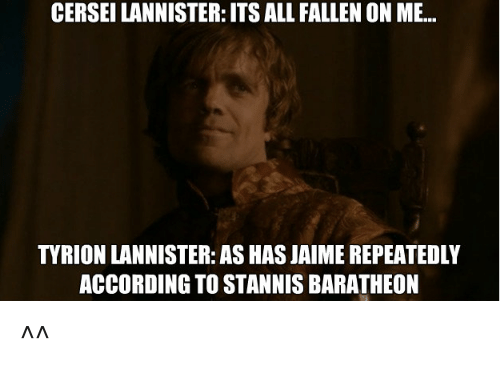 CERSEI LANNISTER: ITS ALL FALLEN ON ME...
TYRION LANNISTER: AS HAS JAIME REPEATEDLY
ACCORDING TO STANNIS BARATHEON
^^